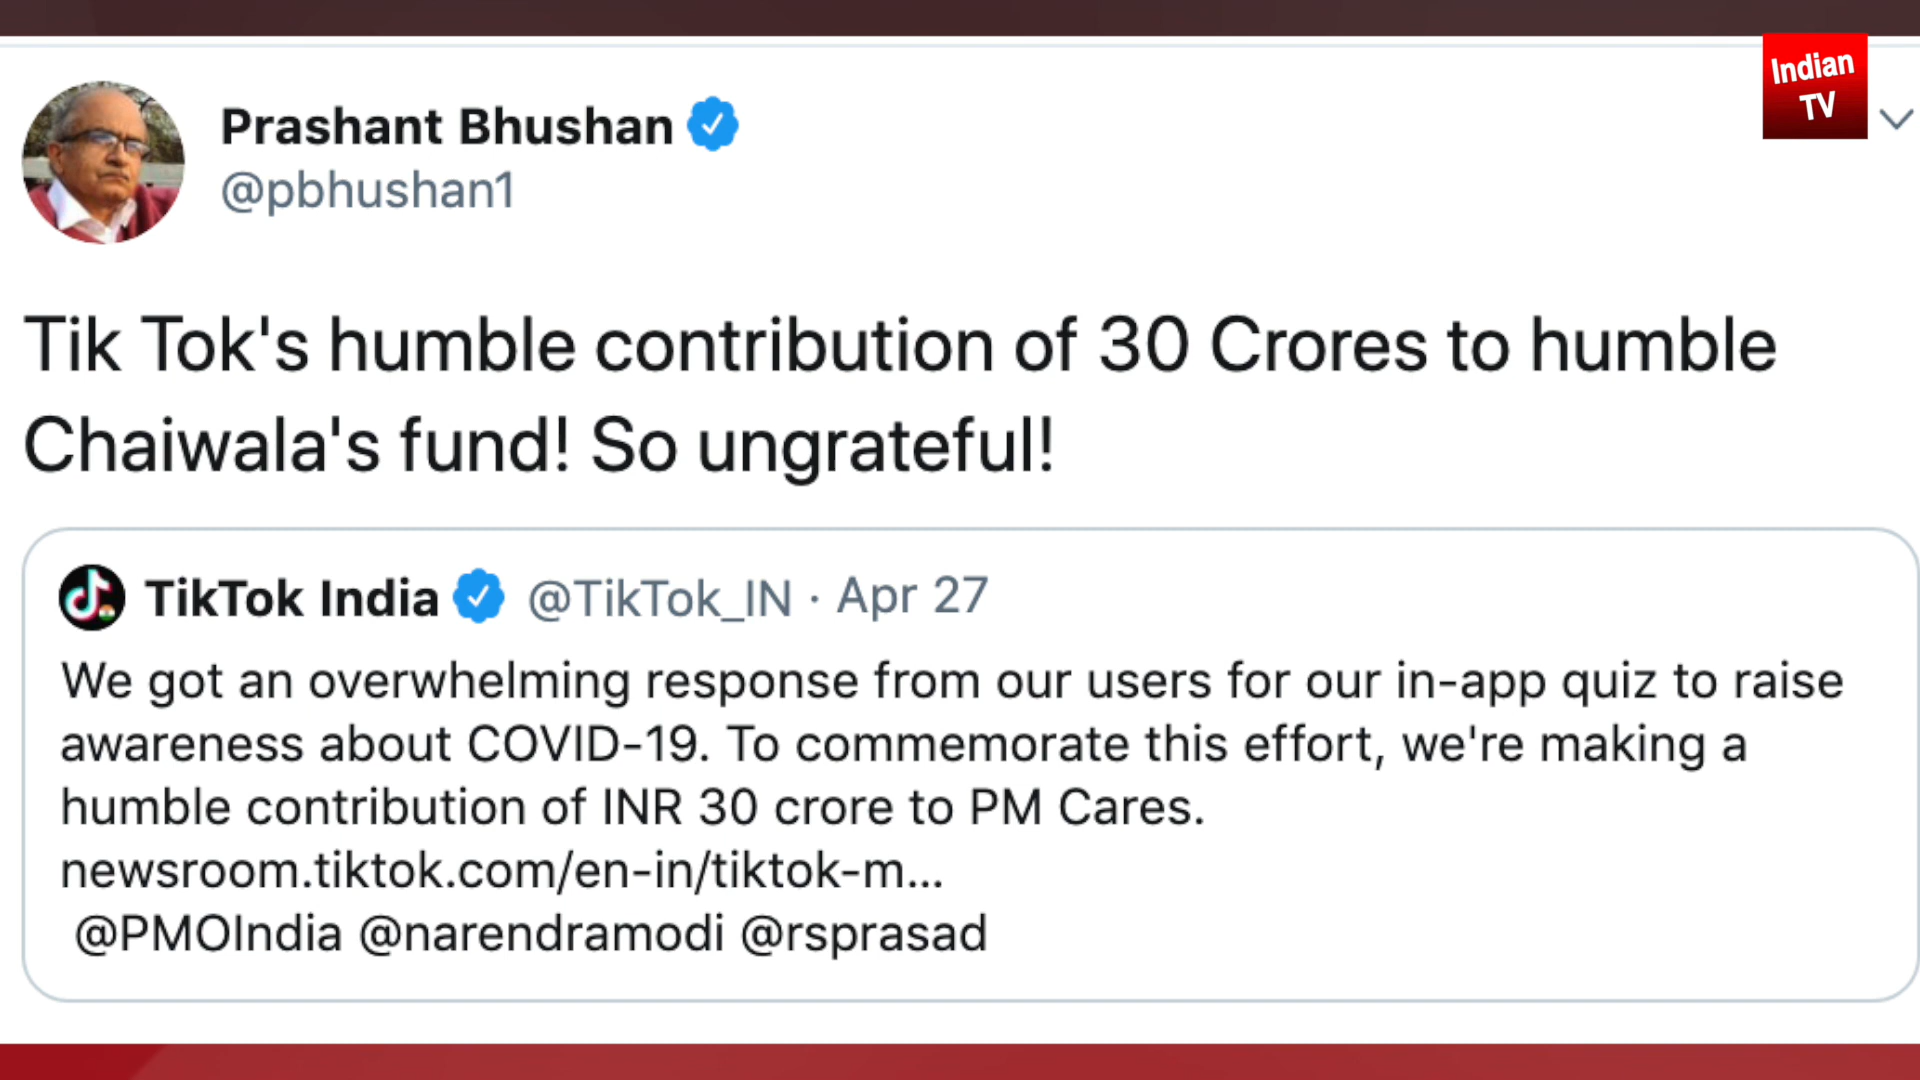 Indian
TV
Prashant Bhushan
@pbhushan1
Tik Tok's humble contribution of 30 Crores to humble
Chaiwala's fund! So ungrateful!
TikTok India @TikTok_IN · Apr 27
We got an overwhelming response from our users for our in-app quiz to raise
awareness about COVID-19. To commemorate this effort, we're making a
humble contribution of INR 30 crore to PM Cares.
newsroom.tiktok.com/en-in/tiktok-m...
@PMOIndia @narendramodi @rsprasad